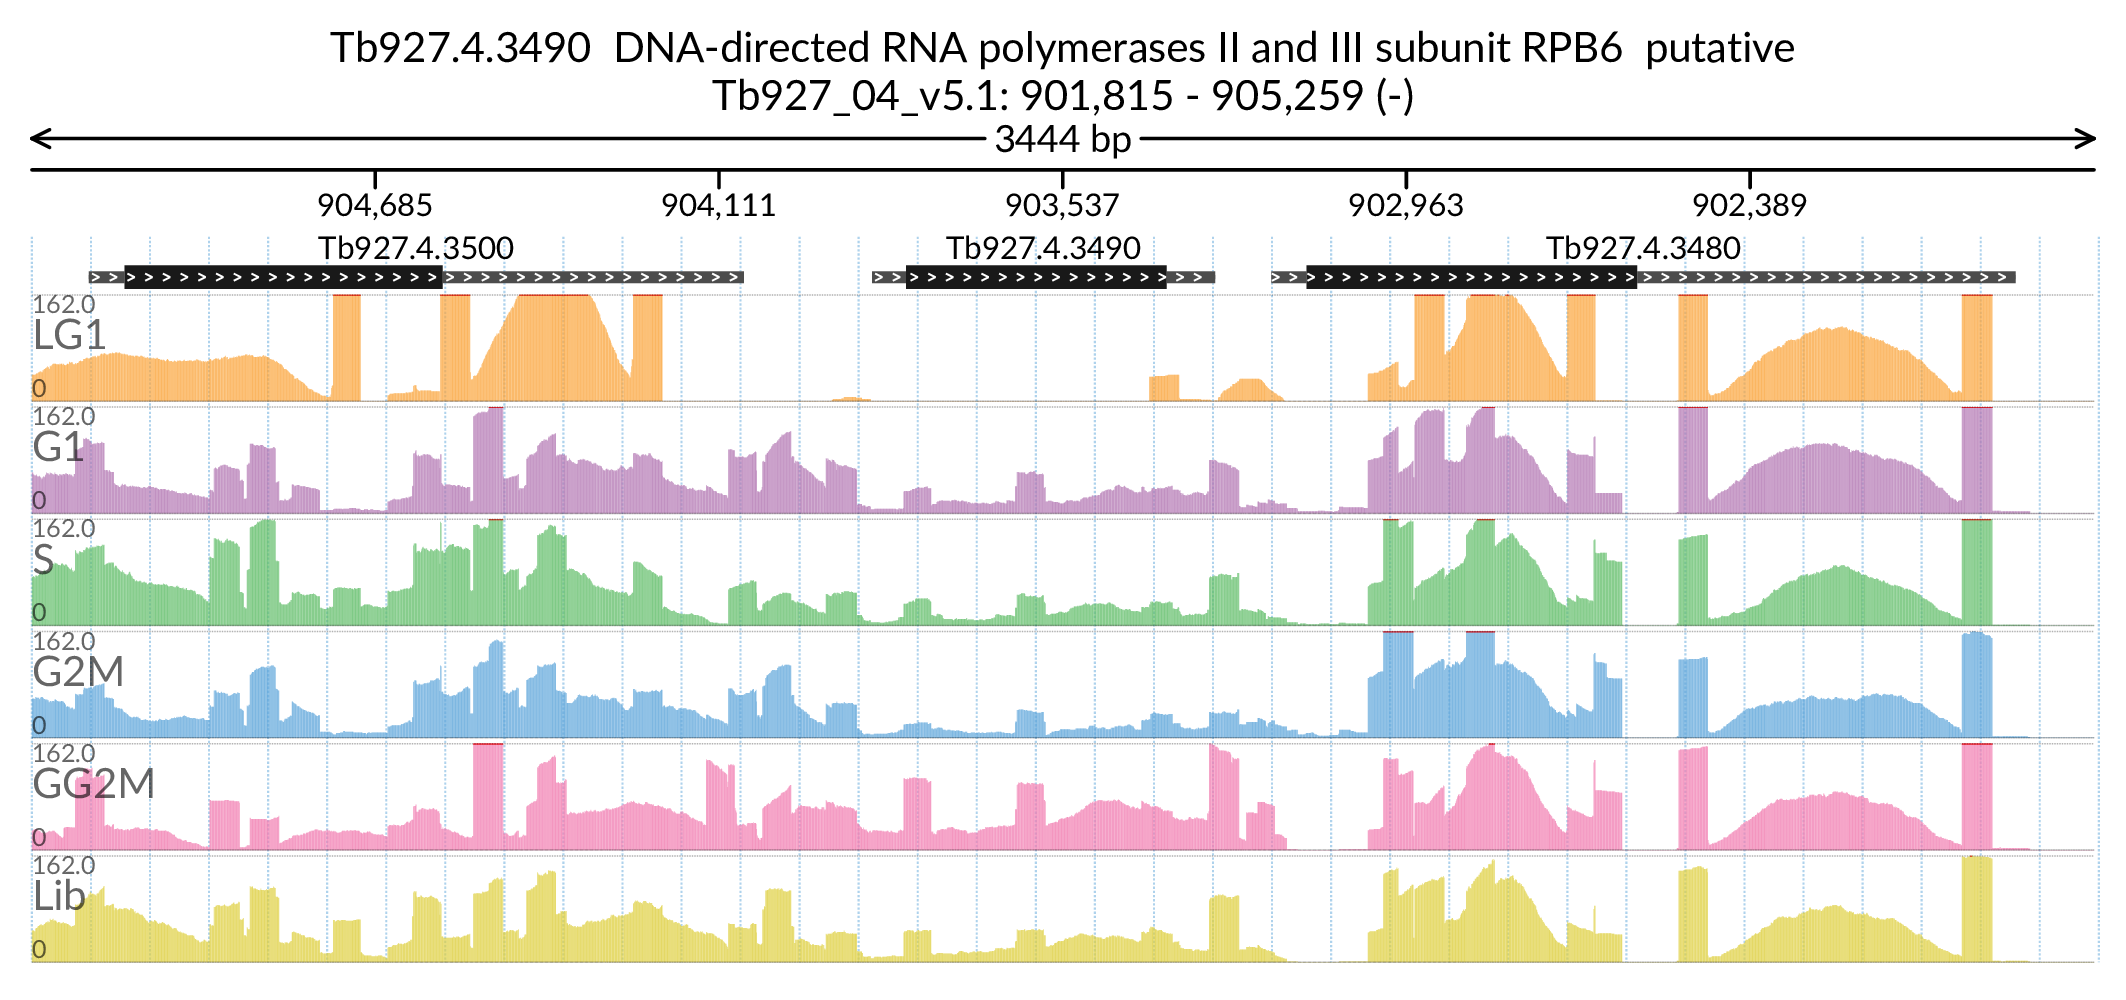 Tb927.4.3490  DNA-directed RNA polymerases II and III subunit RPB6  putative
Tb927_04_v5.1: 901,815 - 905,259 (-)
3444 bp
904,685 904,111 903,537 902,963 902,389
Tb927.4.3500 Tb927.4.3490 Tb927.4.3480
162.0
LG1
0
162.0
G1
0
162.0
S
0
162.0
G2M
0
162.0
GG2M
0
162.0
Lib
0